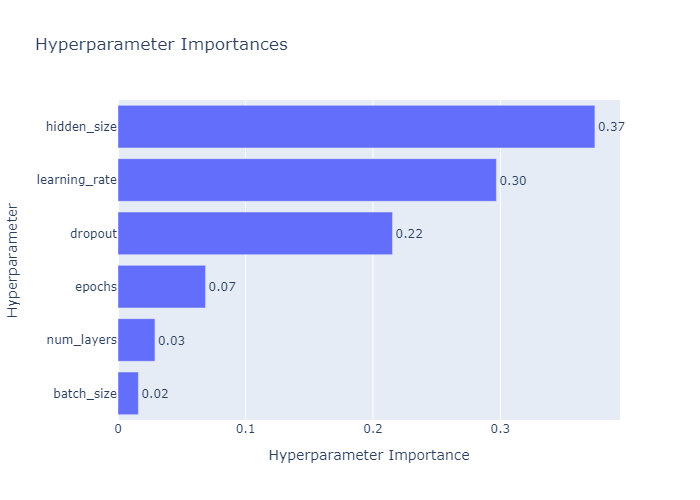 Hyperparameter Importances
hidden_size
0.37
learning_rate
0.30
dropout
0.22
epochs
0.07
num_layers
0.03
batch_size
0.02
0
0.1
0.2
0.3
Hyperparameter
Hyperparameter Importance